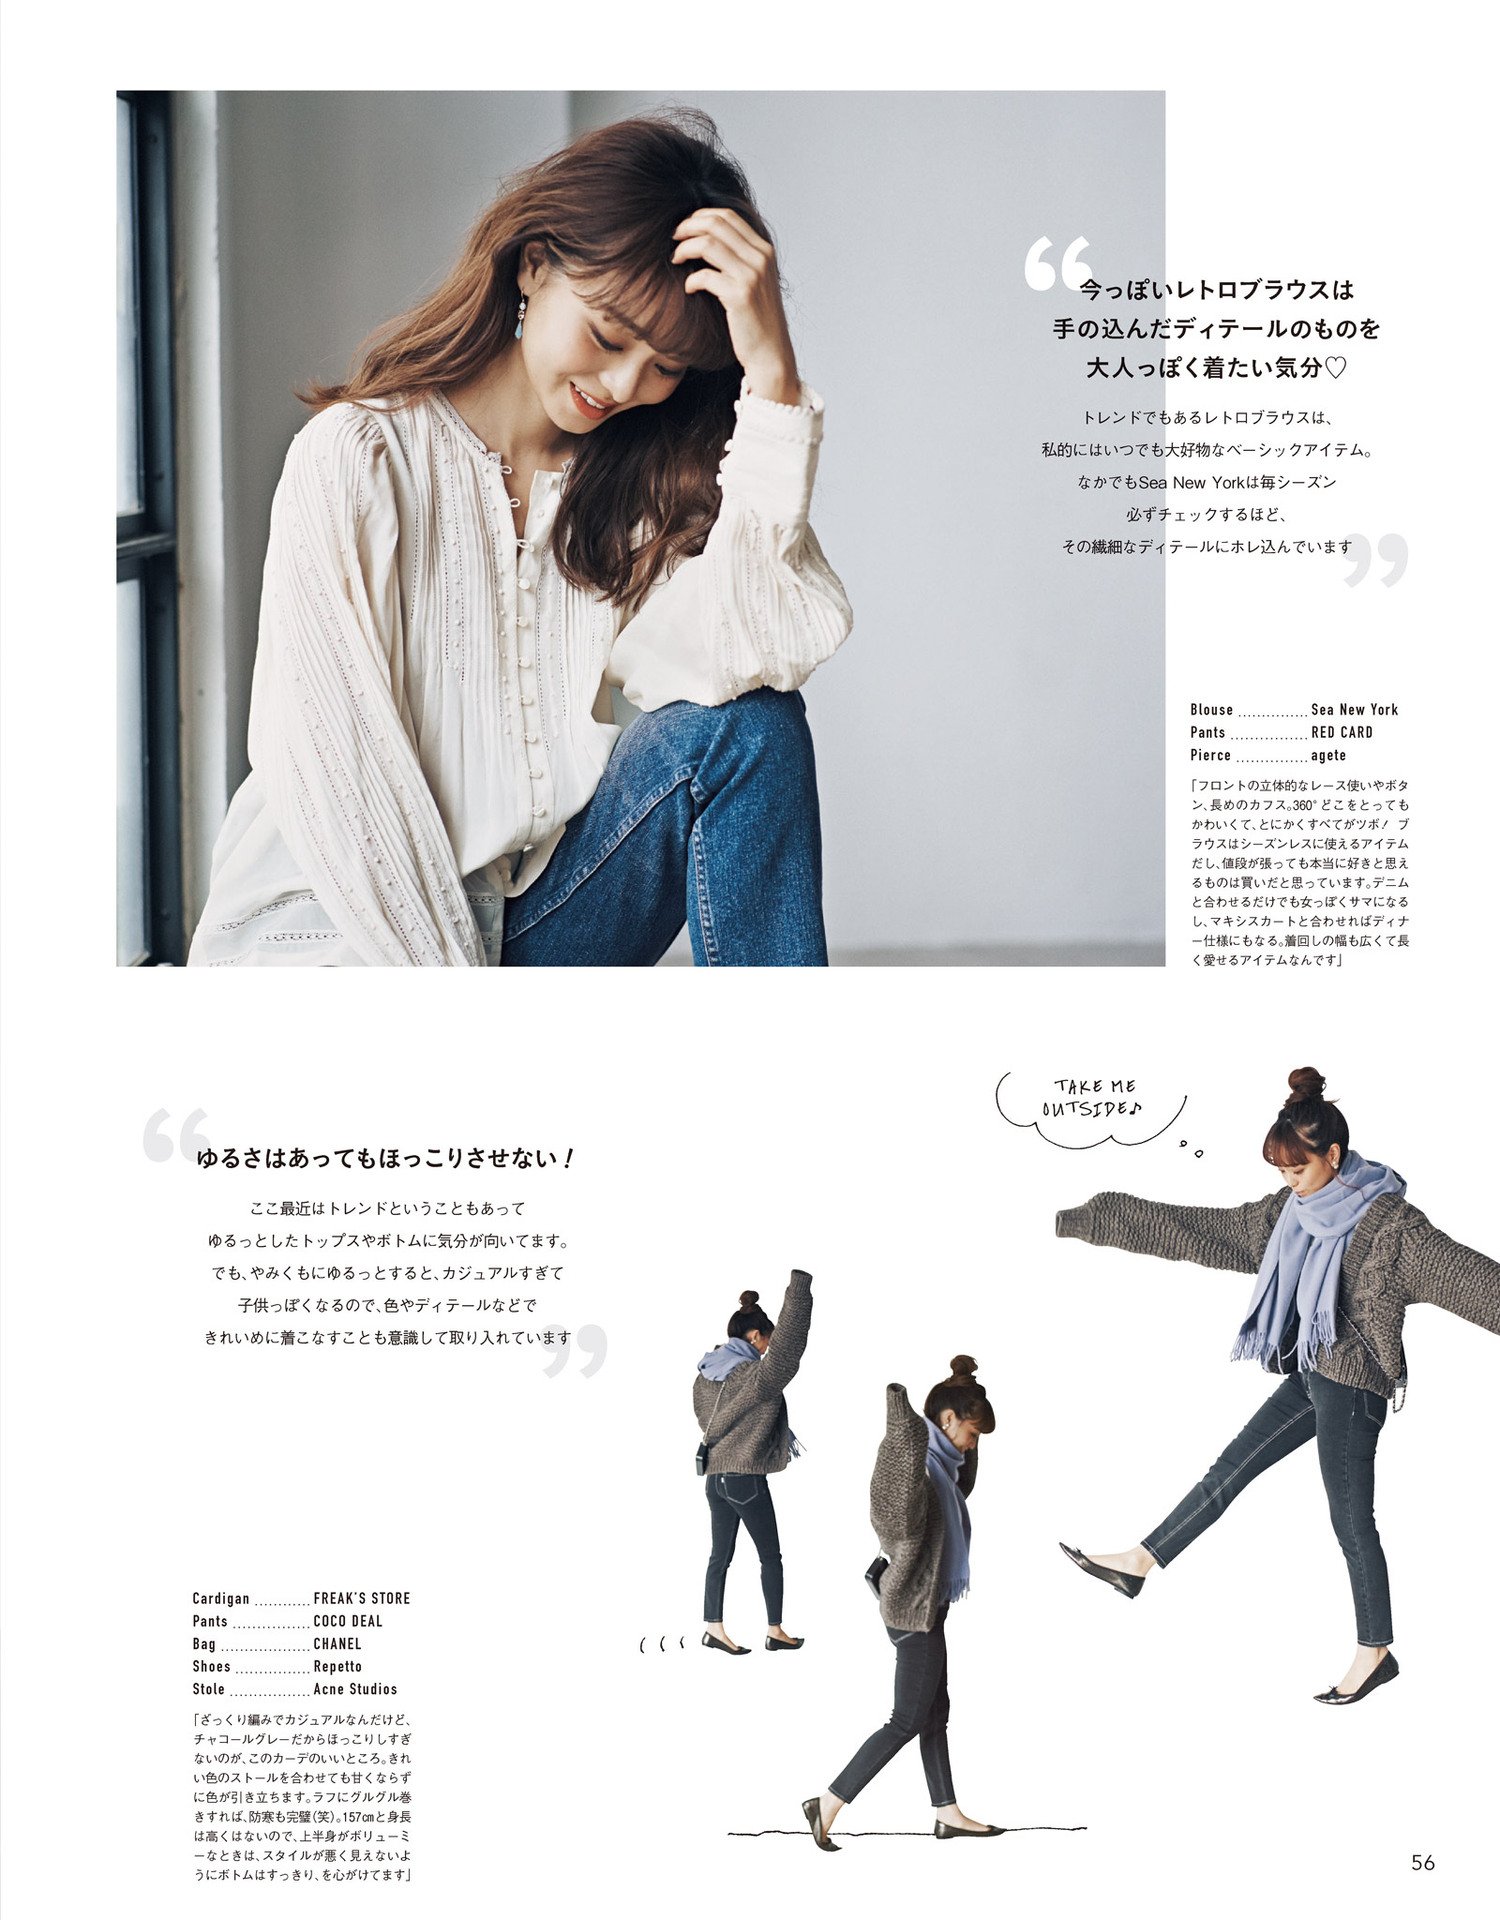 今っぽいレトロブラウスは
手の込んだディテールのものを
大人っぽく着たい気分♡
トレンドでもあるレトロブラウスは、
私的にはいつでも大好物なベーシックアイテム。
なかでもSea New Yorkは毎シーズン
必ずチェックするほど、
その繊細なディテールにホレ込んでいます
Blouse .............. Sea New York
Pants ................ RED CARD
Pierce ............... agete
「フロントの立体的なレース使いやボタ
ン、長めのカフス。360°どこをとっても
かわいくて、とにかくすべてがツボ! ブ
ラウスはシーズンレスに使えるアイテム
だし、値段が張っても本当に好きと思え
るものは買いだと思っています。デニム
と合わせるだけでも女っぽくサマになる
し、マキシスカートと合わせればディナ
ー仕様にもなる。着回しの幅も広くて長
く愛せるアイテムなんです」
TAKE ME
OUTSIDE♪
ゆるさはあってもほっこりさせない!
ここ最近はトレンドということもあって
ゆるっとしたトップスやボトムに気分が向いてます。
でも、やみくもにゆるっとすると、カジュアルすぎて
子供っぽくなるので、色やディテールなどで
きれいめに着こなすことも意識して取り入れています
Cardigan ............ FREAK'S STORE
Pants ................ COCO DEAL
Bag ................... CHANEL
Shoes ................ Repetto
Stole ................. Acne Studios
「ざっくり編みでカジュアルなんだけど、
チャコールグレーだからほっこりしすぎ
ないのが、このカーデのいいところ。きれ
い色のストールを合わせても甘くならず
に色が引き立ちます。ラフにグルグル巻
きすれば、防寒も完璧(笑)。157㎝と身長
は高くはないので、上半身がボリューミ
ーなときは、スタイルが悪く見えないよ
うにボトムはすっきり、を心がけてます」
56